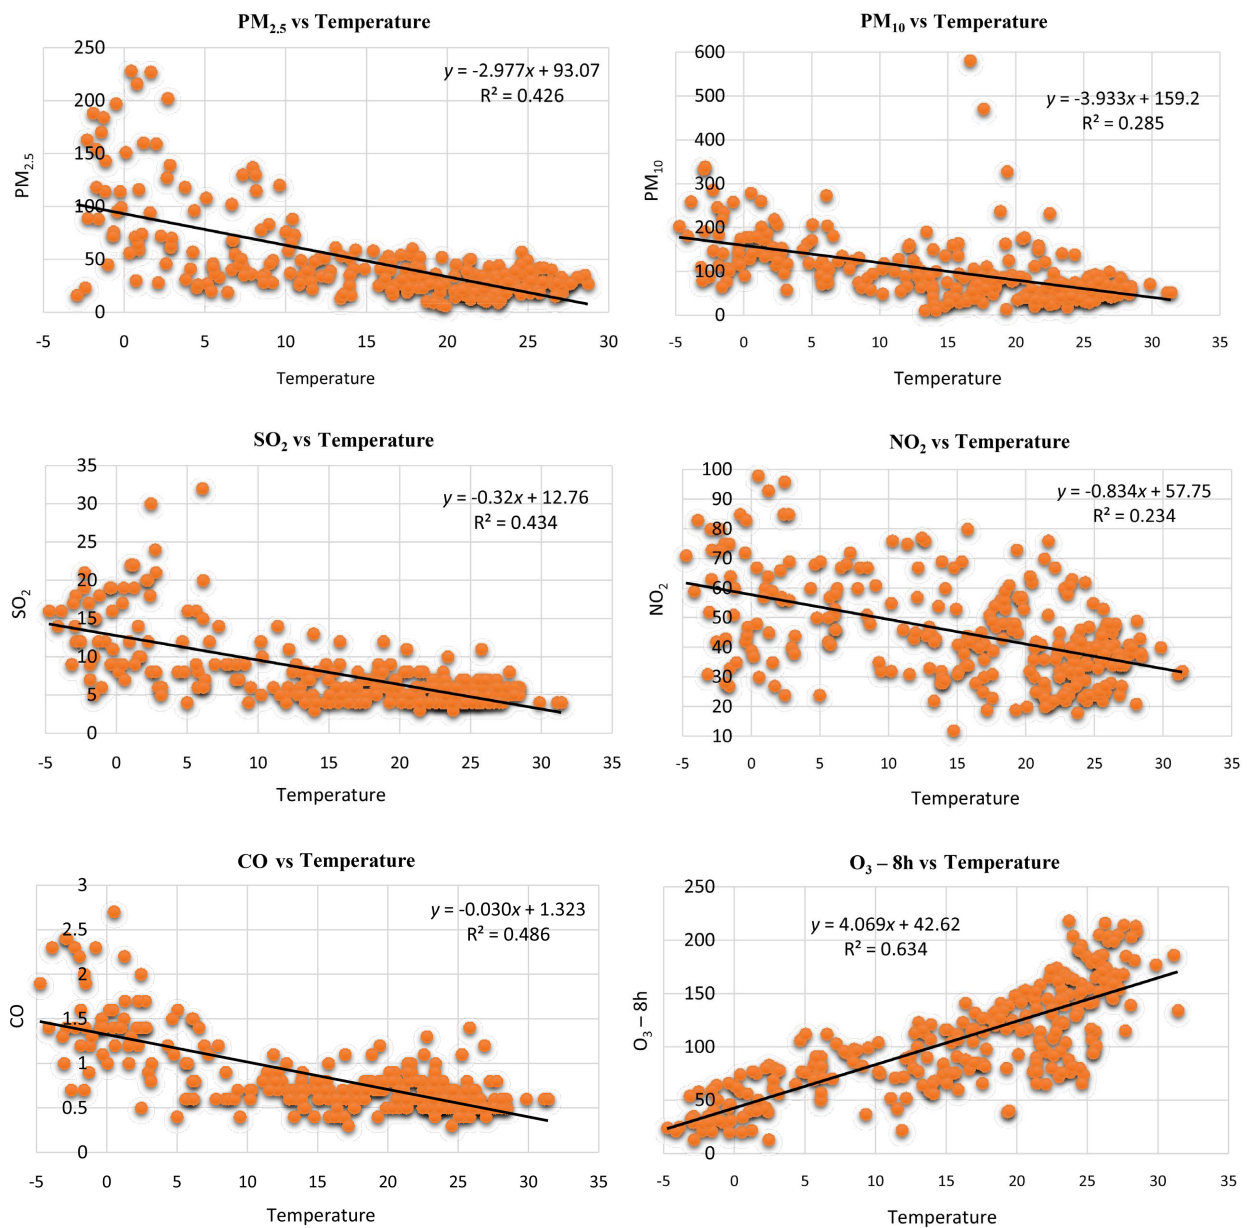 PM2.5 vs Temperature
250
200
150
100
50
0
-5 0 5 10 15 20 25 30
y = -2.977x + 93.07
R² = 0.426
PM2.5
Temperature
PM10 vs Temperature
600
500
400
300
200
100
0
-5 0 5 10 15 20 25 30 35
y = -3.933x + 159.2
R² = 0.285
PM10
Temperature
SO2 vs Temperature
35
30
25
20
15
10
5
0
-5 0 5 10 15 20 25 30 35
y = -0.32x + 12.76
R² = 0.434
SO2
Temperature
NO2 vs Temperature
100
90
80
70
60
50
40
30
20
10
-5 0 5 10 15 20 25 30 35
y = -0.834x + 57.75
R² = 0.234
NO2
Temperature
CO vs Temperature
3
2.5
2
1.5
1
0.5
0
-5 0 5 10 15 20 25 30 35
y = -0.030x + 1.323
R² = 0.486
CO
Temperature
O3 – 8h vs Temperature
250
200
150
100
50
0
-5 0 5 10 15 20 25 30 35
y = 4.069x + 42.62
R² = 0.634
O3 – 8h
Temperature